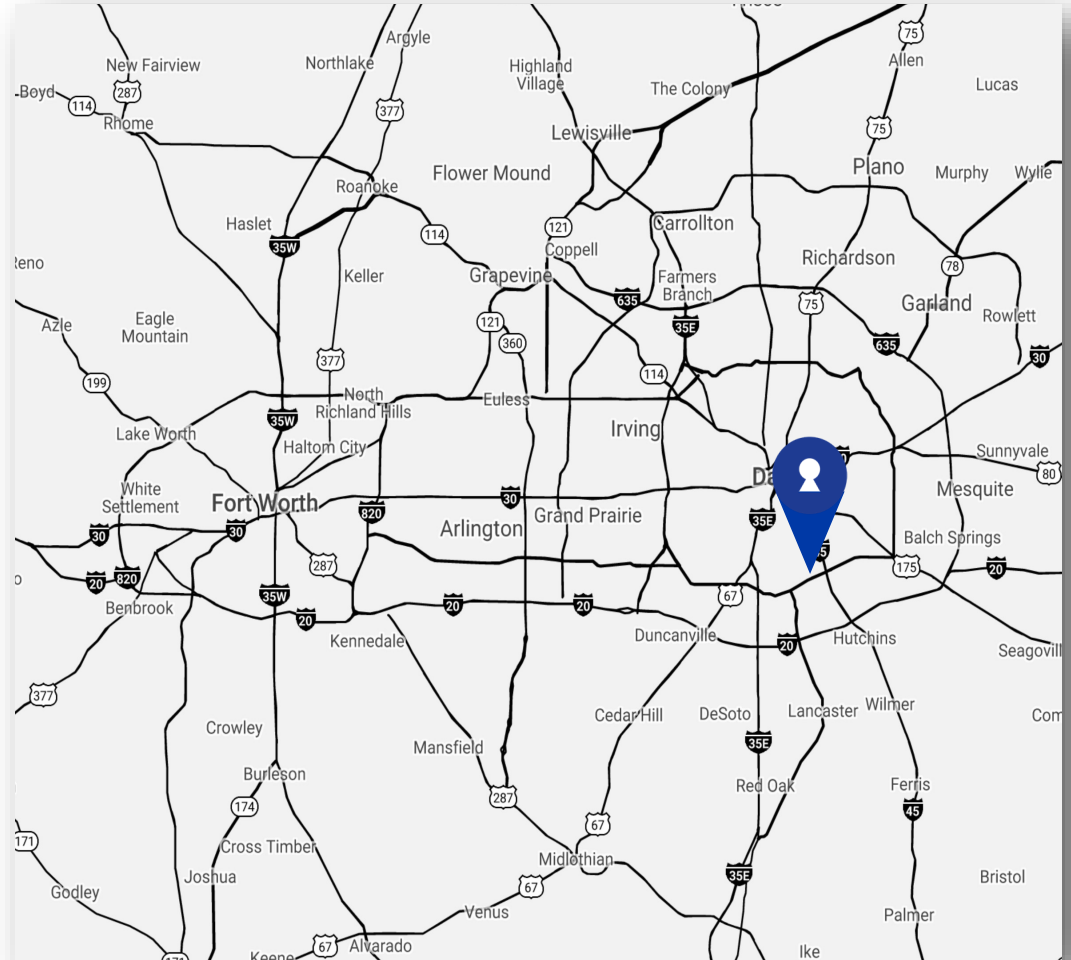 Argyle
75
New Fairview
Northlake
Highland
Village
Allen
287
Boyd
114
377
The Colony
Lucas
Rhome
Lewisville
75
Plano
Flower Mound
Murphy
Wylie
Roanoke
Haslet
121
Carrollton
35W
114
Coppell
Richardson
78
Keller
Grapevine
Farmers
Branch
635
75
Garland
Azle
Eagle
Mountain
121
35E
Rowlett
360
377
635
30
199
114
North
Richland Hills
Euless
35W
Irving
Lake Worth
Haltom City
Sunnyvale
80
White
Settlement
Fort Worth
30
Mesquite
820
Arlington
Grand Prairie
35E
30
30
Balch Springs
287
175
20
20
820
35W
67
Benbrook
20
20
20
Kennedale
Duncanville
20
Hutchins
377
Cedar Hill
DeSoto
Lancaster
Wilmer
Crowley
Mansfield
35E
Burleson
Red Oak
Ferris
287
174
45
67
171
Cross Timber
Midlothian
35E
Joshua
67
Bristol
Godley
Venus
Palmer
67
Alvarado
Ike